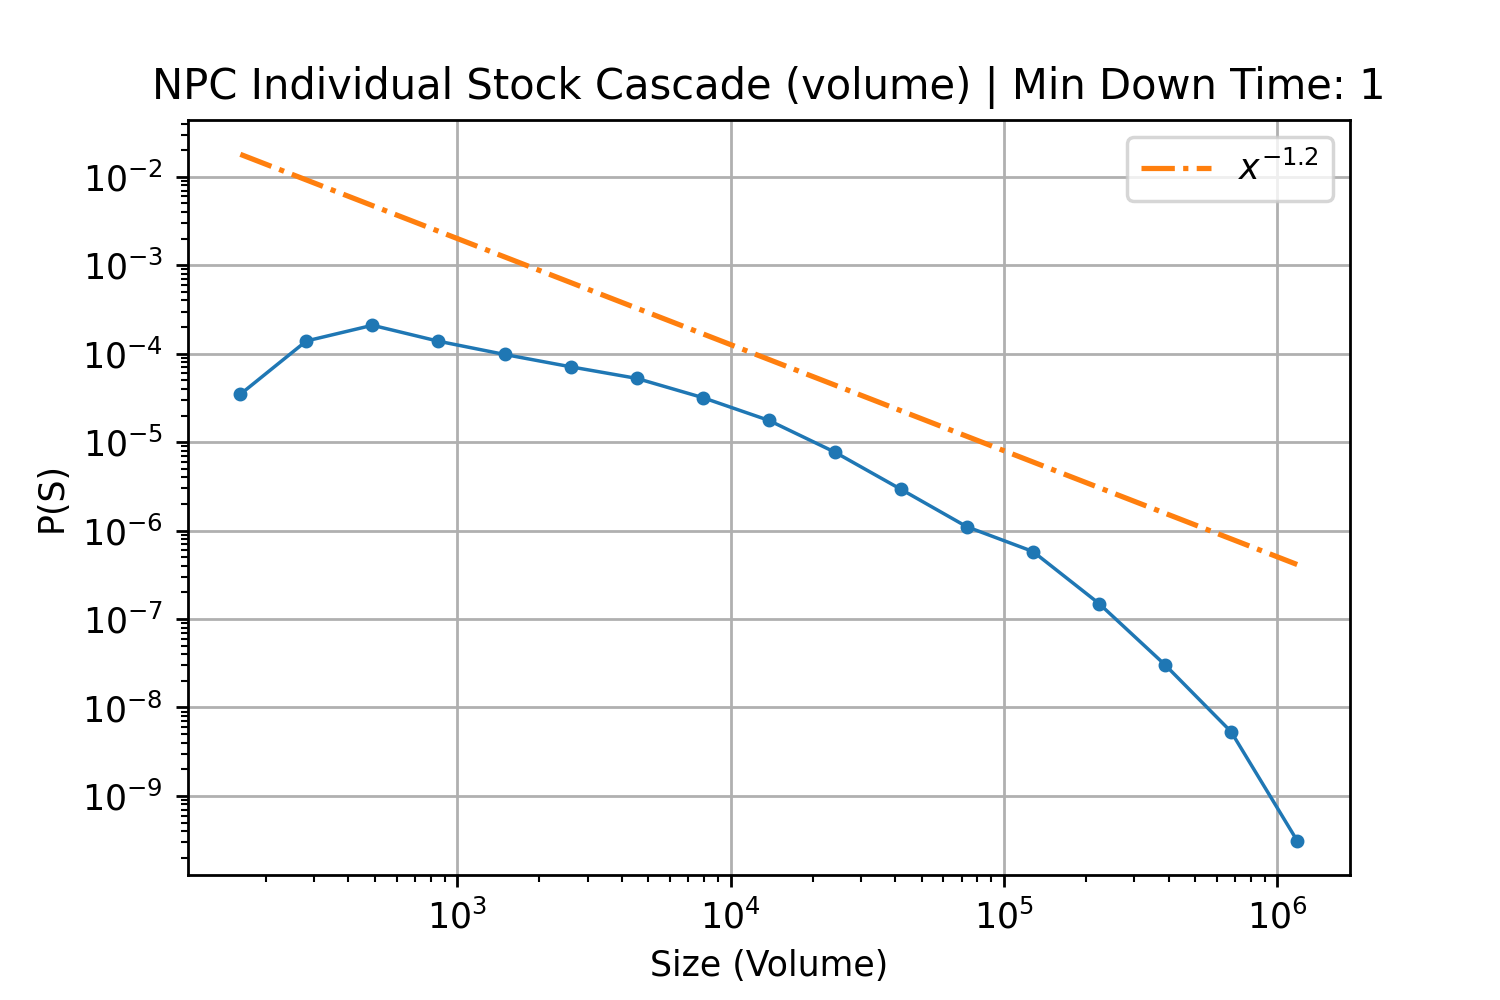 NPC Individual Stock Cascade (volume) | Min Down Time: 1
x^{-1.2}
10^{-2}
10^{-3}
10^{-4}
10^{-5}
10^{-6}
10^{-7}
10^{-8}
10^{-9}
P(S)
10^3 10^4 10^5 10^6
Size (Volume)